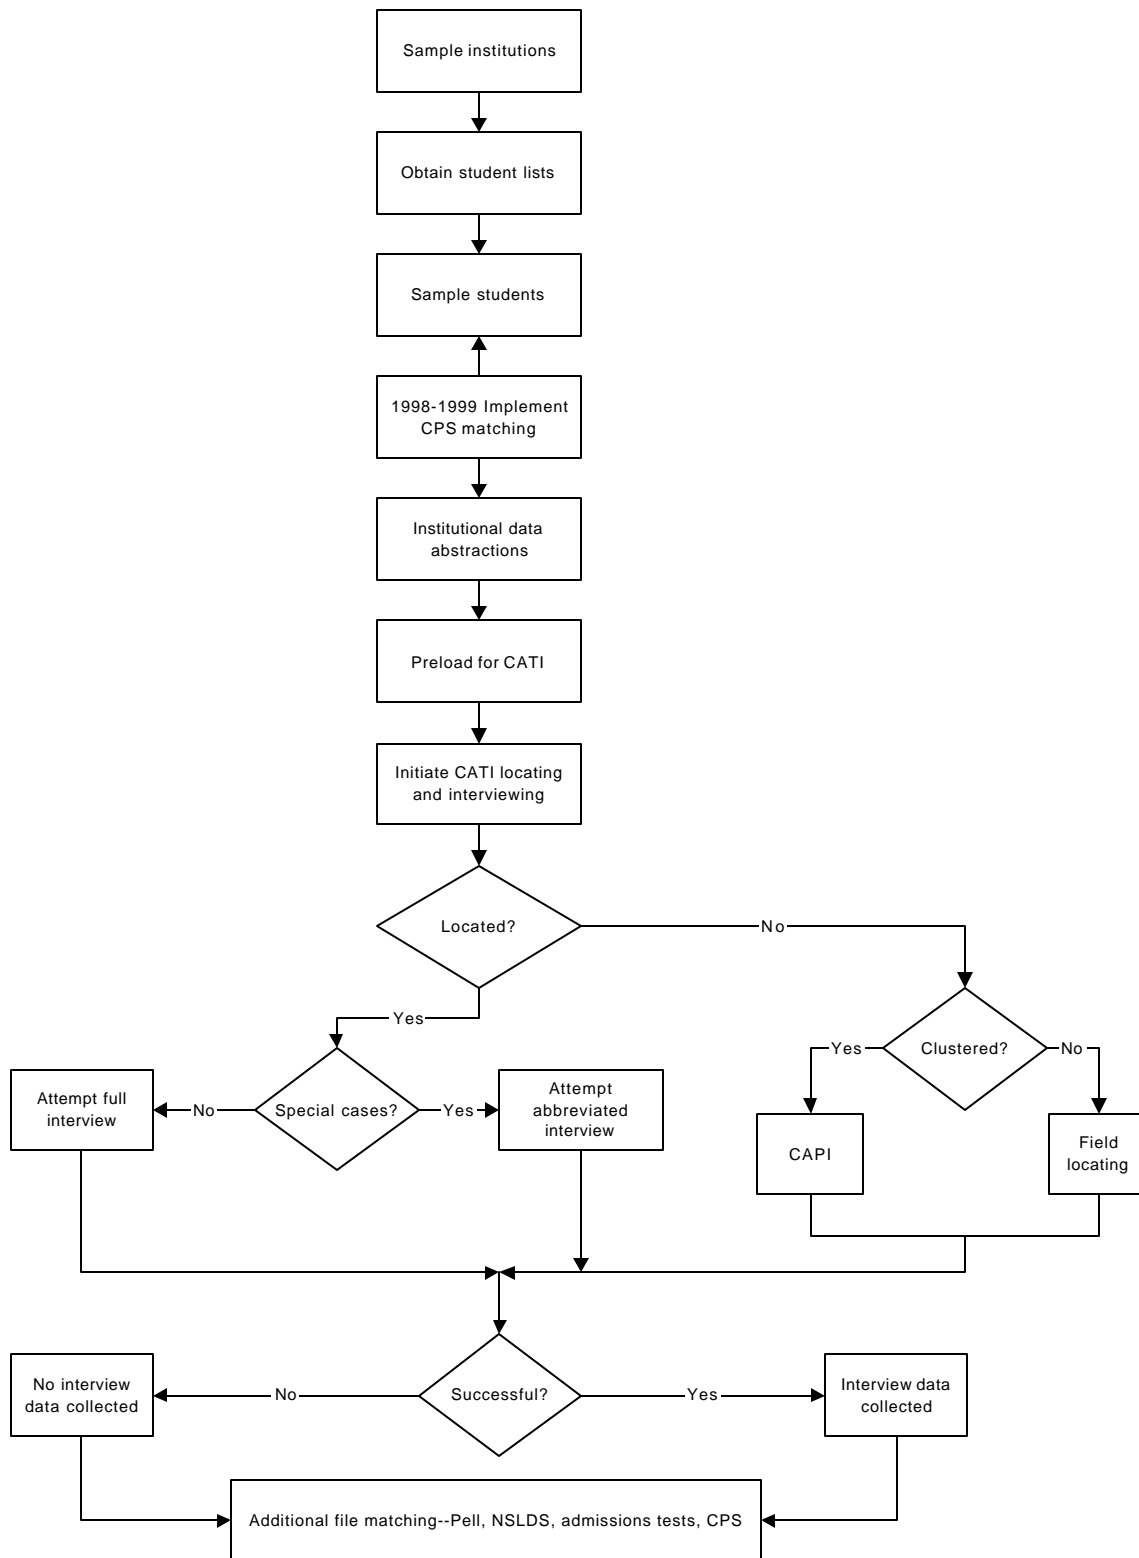 Sample institutions
Obtain student lists
Sample students
1998-1999 Implement
CPS matching
Institutional data
abstractions
Preload for CATI
Initiate CATI locating
and interviewing
Located?
No
Yes
Clustered?
Yes
No
Special cases?
No
Yes
Attempt full
interview
Attempt
abbreviated
interview
CAPI
Field
locating
Successful?
No
Yes
No interview
data collected
Interview data
collected
Additional file matching--Pell, NSLDS, admissions tests, CPS